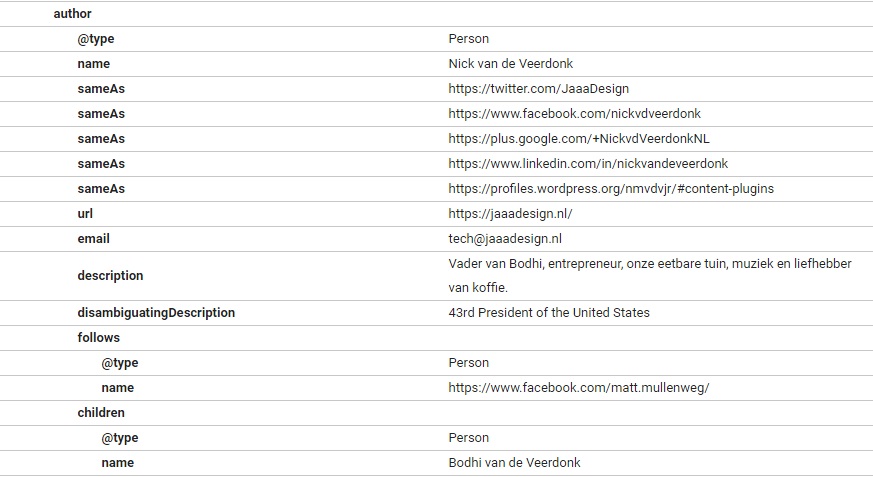 author
@type Person
name Nick van de Veerdonk
sameAs https://twitter.com/JaaaDesign
sameAs https://www.facebook.com/nickvdveerdonk
sameAs https://plus.google.com/+NickvdVeerdonkNL
sameAs https://www.linkedin.com/in/nickvandeveerdonk
sameAs https://profiles.wordpress.org/nmvdvjr/#content-plugins
url https://jaaadesign.nl/
email tech@jaaadesign.nl
description Vader van Bodhi, entrepreneur, onze eetbare tuin, muziek en liefhebber
van koffie.
disambiguatingDescription 43rd President of the United States
follows
@type Person
name https://www.facebook.com/matt.mullenweg/
children
@type Person
name Bodhi van de Veerdonk